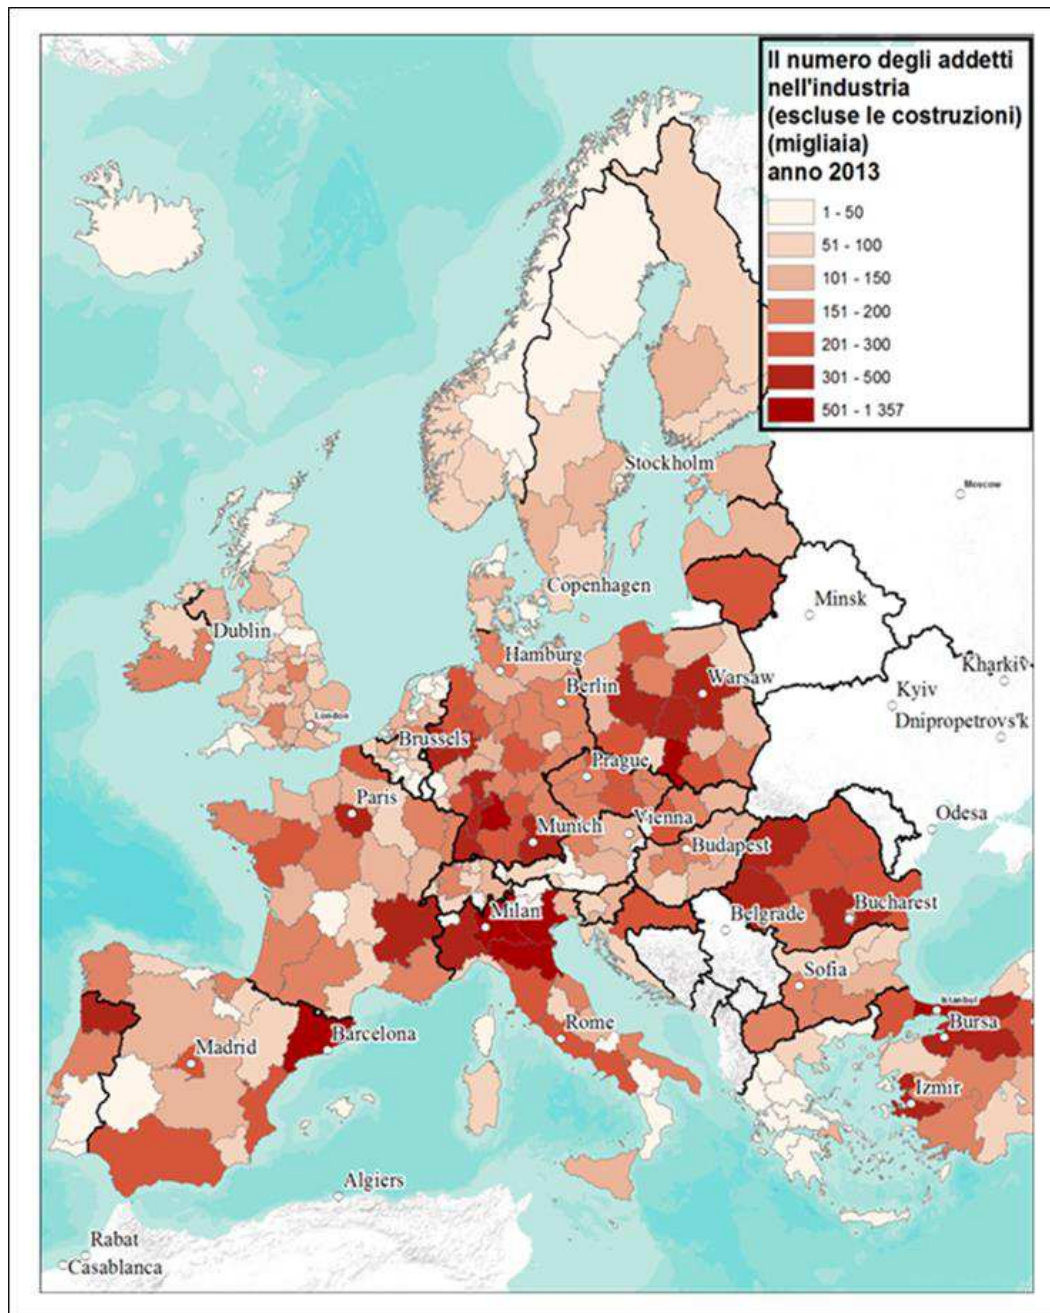 Il numero degli addetti
nell'industria
(escluse le costruzioni)
(migliaia)
anno 2013
1 - 50
51 - 100
101 - 150
151 - 200
201 - 300
301 - 500
501 - 1 357
Stockholm
Moscow
Copenhagen
Minsk
Dublin
Hamburg
Kharkiv
Berlin
Warsaw
Kyiv
London
Dnipropetrovs'k
Brussels
Prague
Paris
Odesa
Munich
Vienna
Budapest
Milan
Belgrade
Bucharest
Sofia
Istanbul
Rome
Bursa
Barcelona
Madrid
Izmir
Algiers
Rabat
Casablanca